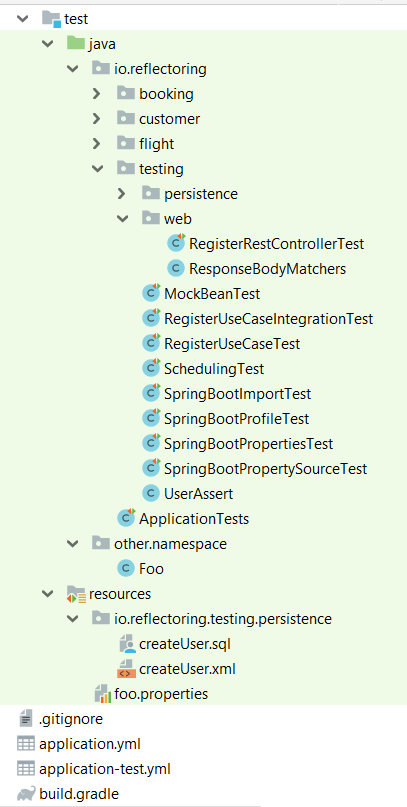 test
java
io.reflectoring
booking
customer
flight
testing
persistence
web
RegisterRestControllerTest
ResponseBodyMatchers
MockBeanTest
RegisterUseCaseIntegrationTest
RegisterUseCaseTest
SchedulingTest
SpringBootImportTest
SpringBootProfileTest
SpringBootPropertiesTest
SpringBootPropertySourceTest
UserAssert
ApplicationTests
other.namespace
Foo
resources
io.reflectoring.testing.persistence
createUser.sql
createUser.xml
foo.properties
.gitignore
application.yml
application-test.yml
build.gradle